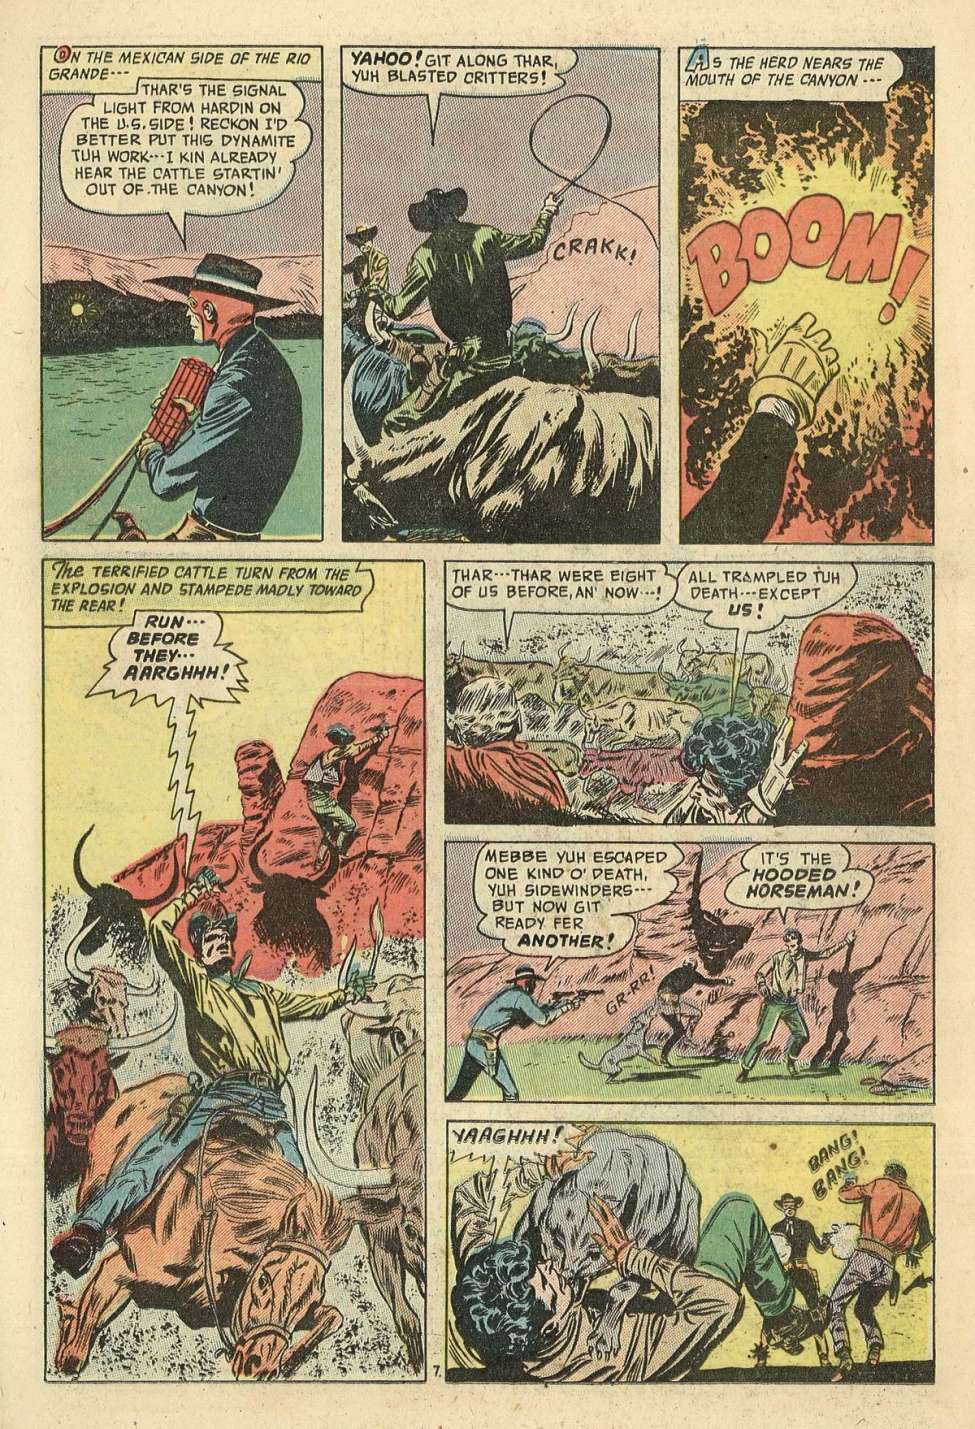 ON THE MEXICAN SIDE OF THE RIO
GRANDE---
THAR'S THE SIGNAL
LIGHT FROM HARDIN ON
THE U.S. SIDE! RECKON I'D
BETTER PUT THIS DYNAMITE
TUH WORK---I KIN ALREADY
HEAR THE CATTLE STARTIN'
OUT OF THE CANYON!
YAHOO! GIT ALONG THAR,
YUH BLASTED CRITTERS!
CRAKK!
AS THE HERD NEARS THE
MOUTH OF THE CANYON ---
BOOM!
The TERRIFIED CATTLE TURN FROM THE
EXPLOSION AND STAMPEDE MADLY TOWARD
THE REAR!
RUN---
BEFORE
THEY---
AARGHHH!
THAR---THAR WERE EIGHT
OF US BEFORE, AN' NOW---!
ALL TRAMPLED TUH
DEATH---EXCEPT
US!
MEBBE YUH ESCAPED
ONE KIND O' DEATH,
YUH SIDEWINDERS---
BUT NOW GIT
READY FER
ANOTHER!
GR-RR!
IT'S THE
HOODED
HORSEMAN!
YAAGHHH!
BANG!
BANG!
7.